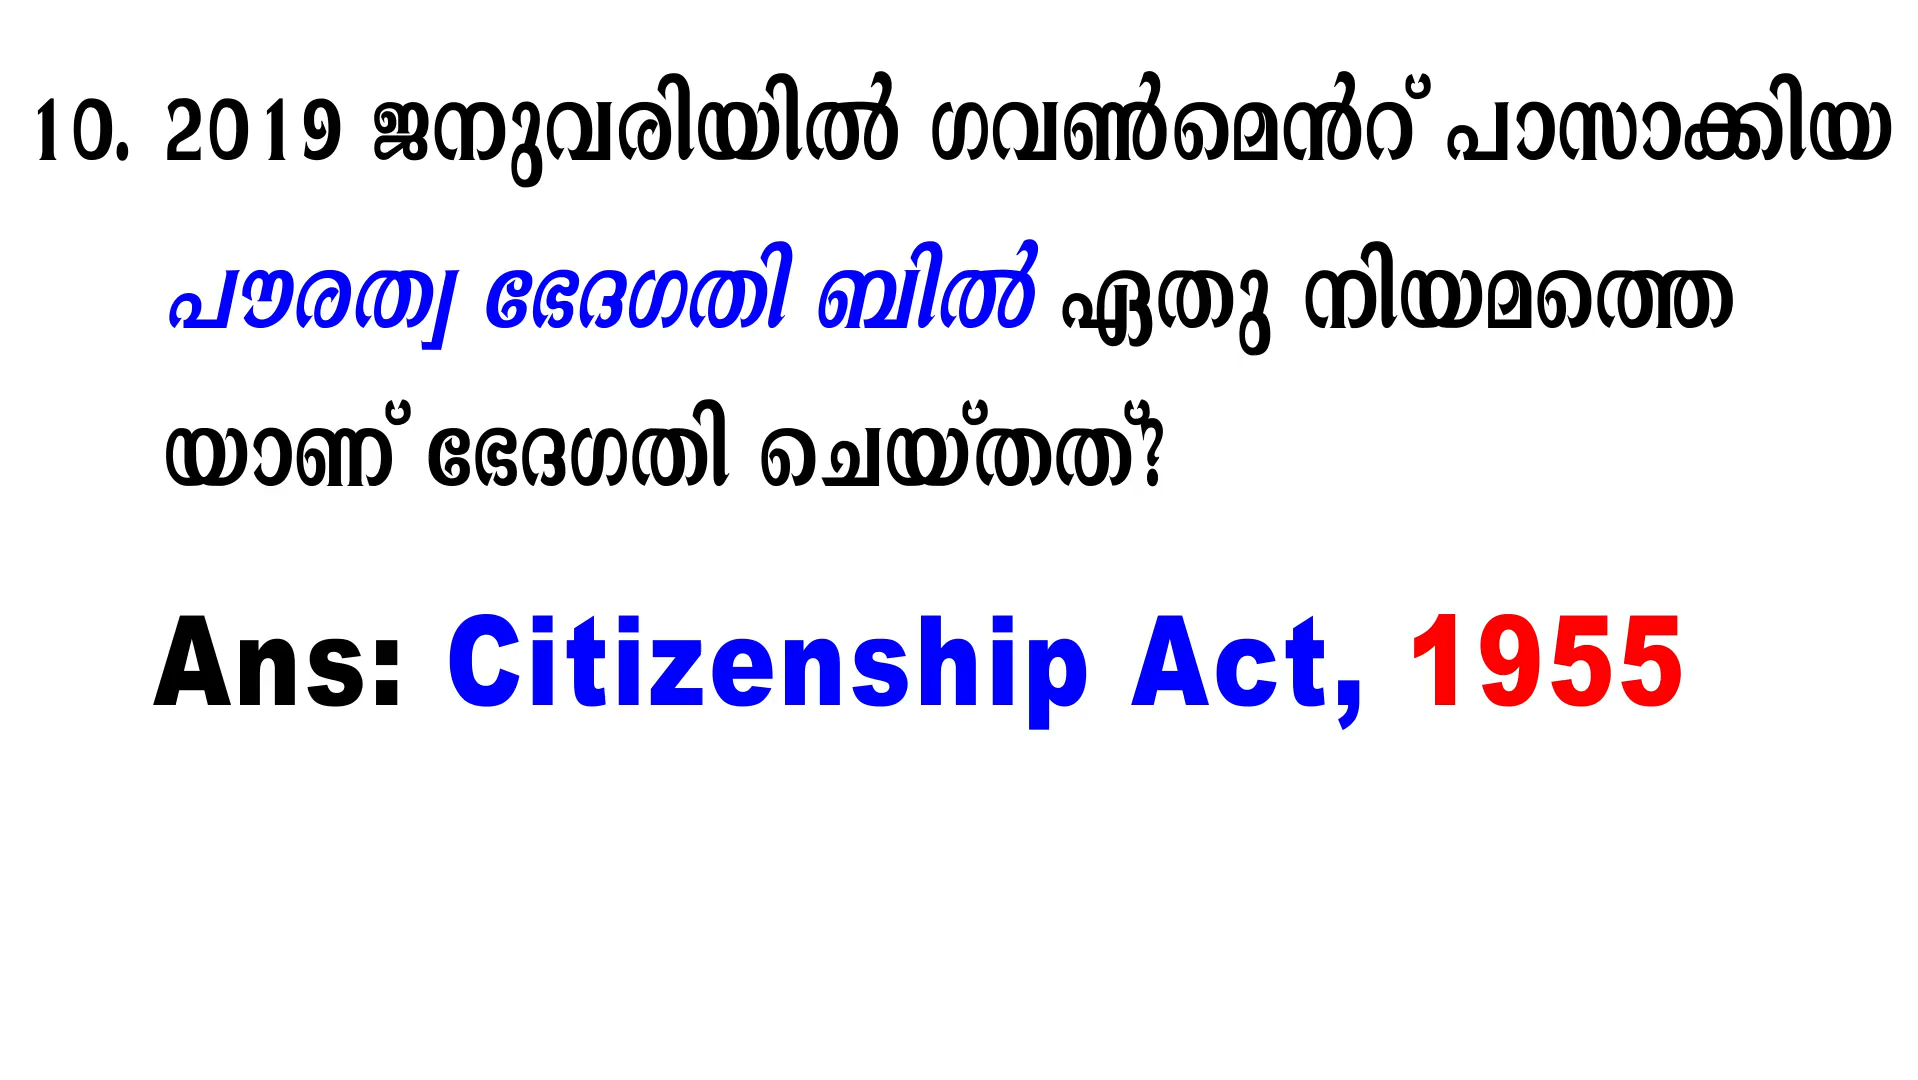 10. 2019 ജനുവരിയിൽ ഗവൺമെൻറ് പാസാക്കിയ
പൗരത്വ ഭേദഗതി ബിൽ ഏതു നിയമത്തെ
യാണ് ഭേദഗതി ചെയ്തത്?
Ans: Citizenship Act, 1955